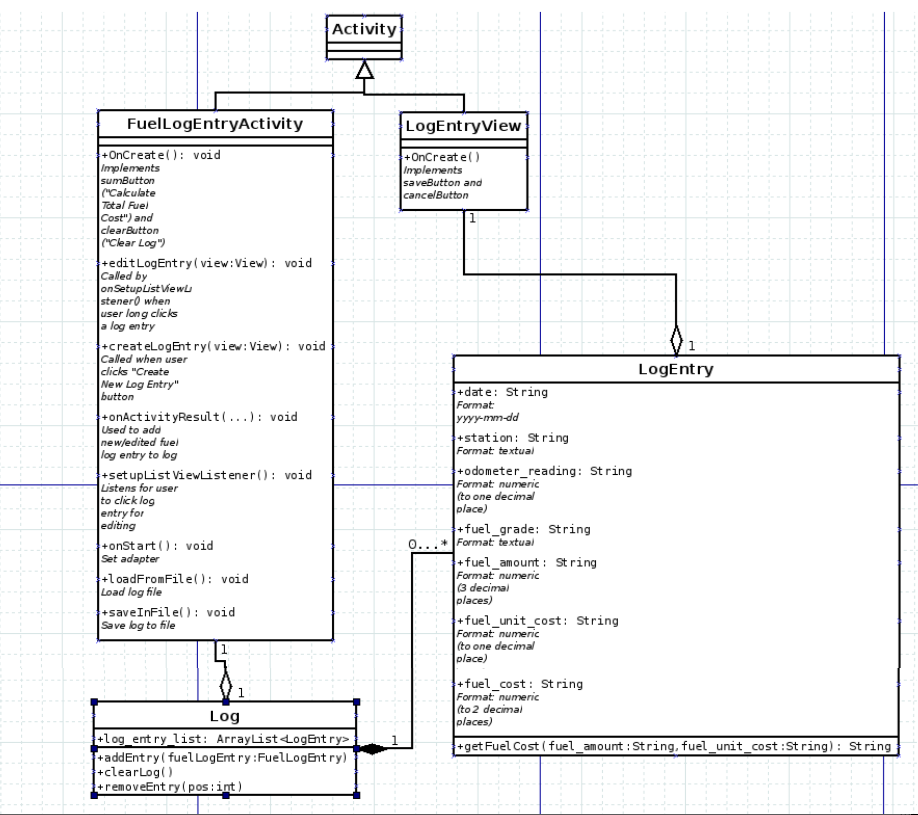 Activity
FuelLogEntryActivity
+OnCreate(): void
Implements
sumButton
("Calculate
Total Fuel
Cost") and
clearButton
("Clear Log")
+editLogEntry(view:View): void
Called by
onSetupListViewLi
stener() when
user long clicks
a log entry
+createLogEntry(view:View): void
Called when user
clicks "Create
New Log Entry"
button
+onActivityResult(...): void
Used to add
new/edited fuel
log entry to log
+setupListViewListener(): void
Listens for user
to click log
entry for
editing
+onStart(): void
Set adapter
+loadFromFile(): void
Load log file
+saveInFile(): void
Save log to file
LogEntryView
+OnCreate()
Implements
saveButton and
cancelButton
1
1
LogEntry
+date: String
Format:
yyyy-mm-dd
+station: String
Format: textual
+odometer_reading: String
Format: numeric
(to one decimal
place)
+fuel_grade: String
Format: textual
+fuel_amount: String
Format: numeric
(3 decimal
places)
+fuel_unit_cost: String
Format: numeric
(to one decimal
place)
+fuel_cost: String
Format: numeric
(to 2 decimal
places)
+getFuelCost(fuel_amount:String,fuel_unit_cost:String): String
0...*
1
1
1
Log
+log_entry_list: ArrayList<LogEntry>
+addEntry(fuelLogEntry:FuelLogEntry)
+clearLog()
+removeEntry(pos:int)